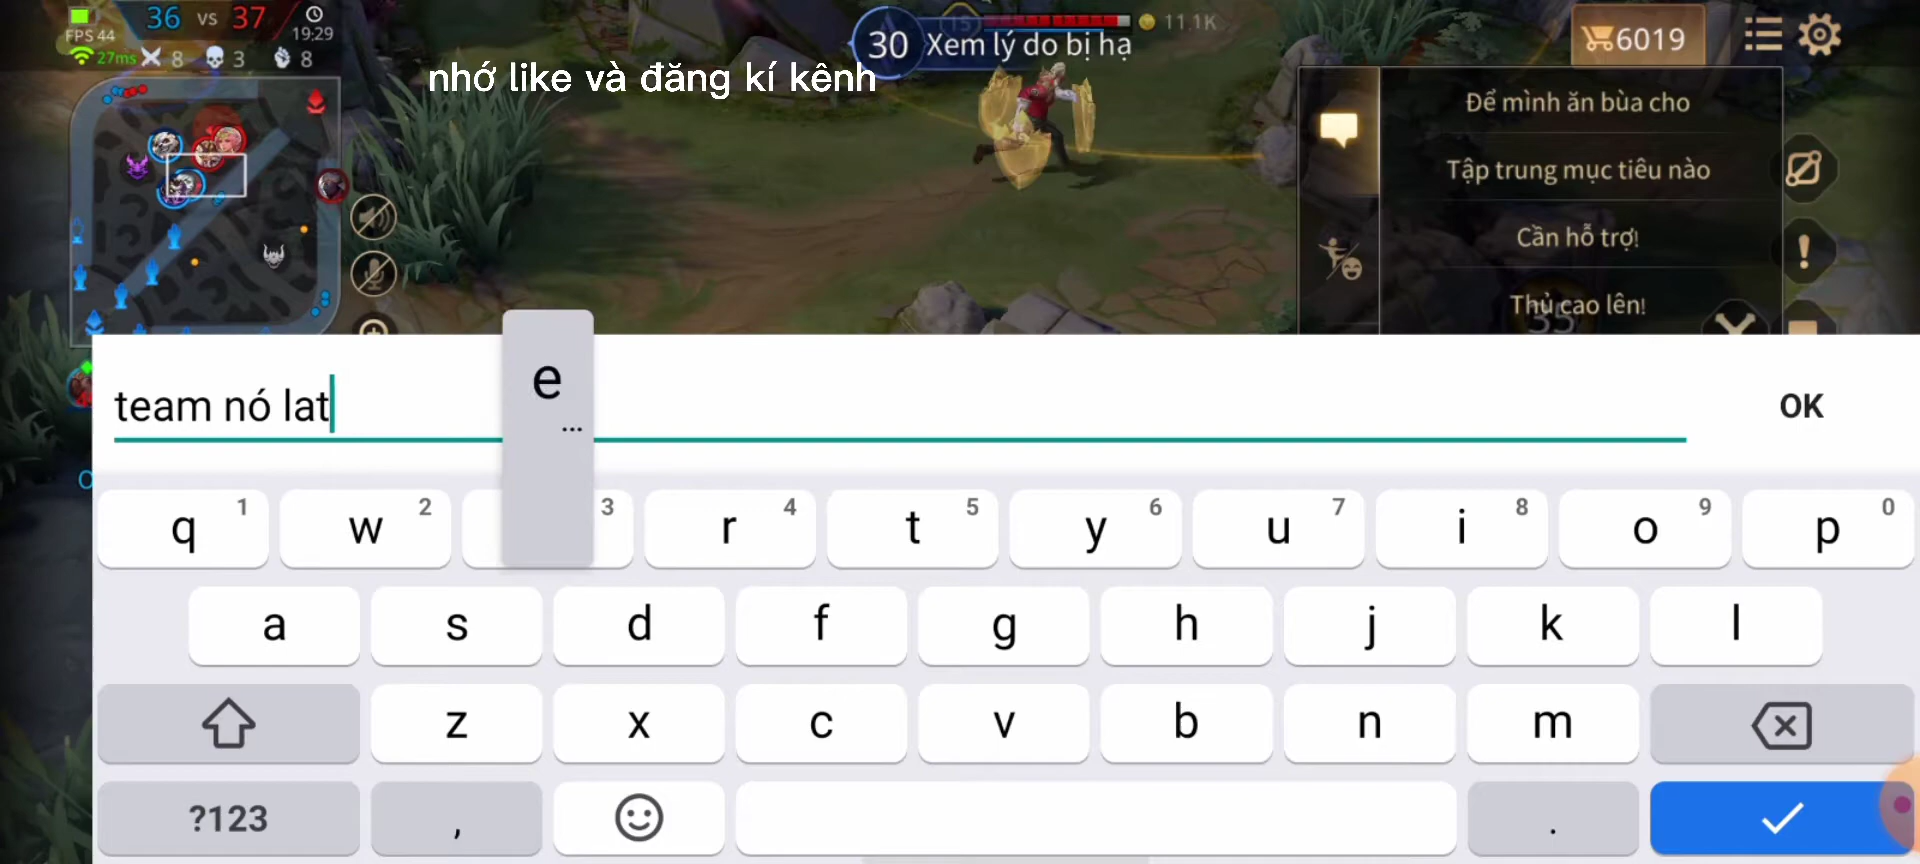 36 vs 37
FPS 44
19:29
27ms 8 3 8
30 Xem lý do bị hạ
11.1K
6019
nhớ like và đăng kí kênh
Để mình ăn bùa cho
Tập trung mục tiêu nào
Cần hỗ trợ!
Thủ cao lên!
35
e
...
team nó lat
OK
q 1 w 2 3 r 4 t 5 y 6 u 7 i 8 o 9 p 0
a s d f g h j k l
z x c v b n m
?123 , .